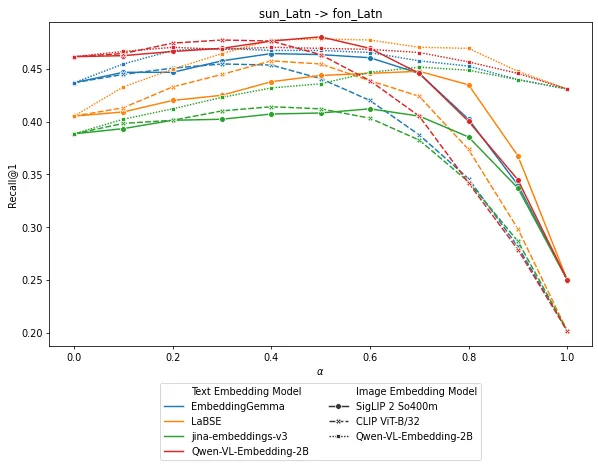 sun_Latn -> fon_Latn
Recall@1
0.45
0.40
0.35
0.30
0.25
0.20
0.0
0.2
0.4
0.6
0.8
1.0
α
Text Embedding Model
EmbeddingGemma
LaBSE
jina-embeddings-v3
Qwen-VL-Embedding-2B
Image Embedding Model
SigLIP 2 So400m
CLIP ViT-B/32
Qwen-VL-Embedding-2B